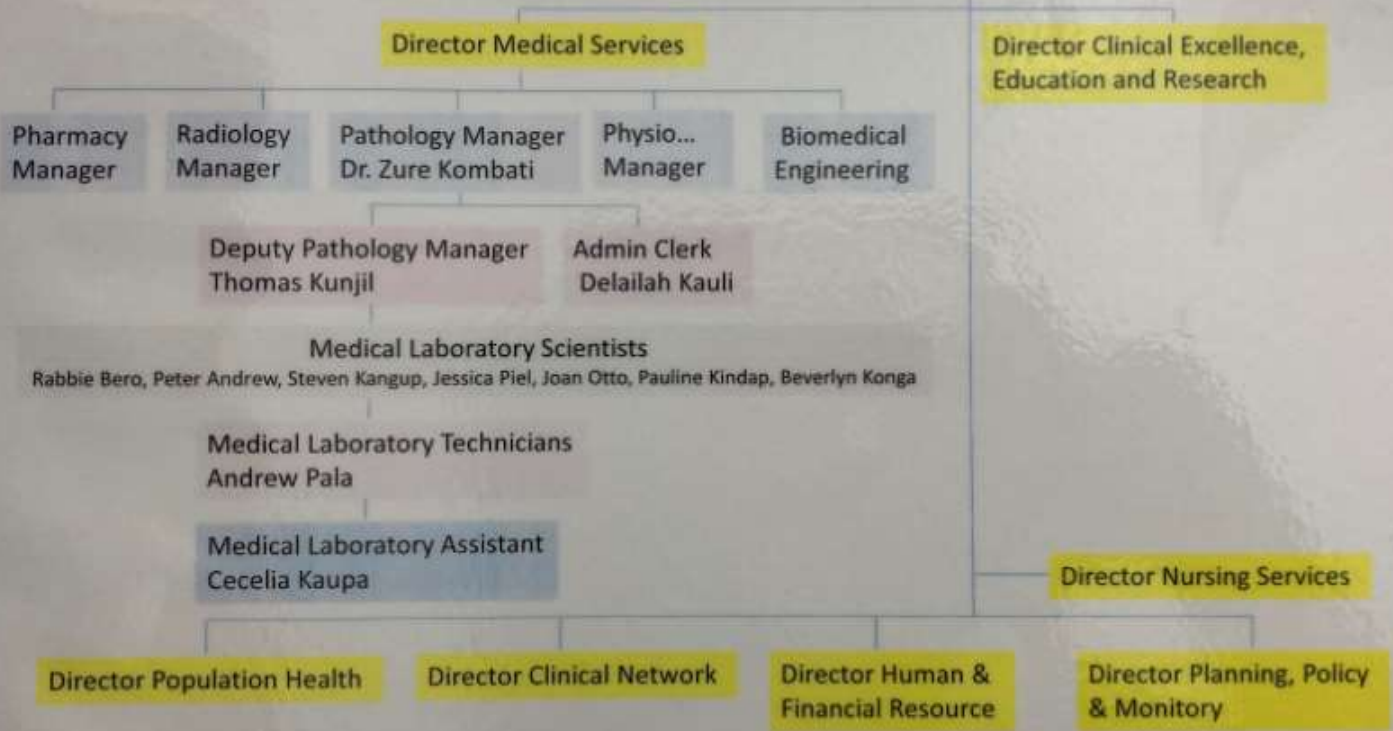 Director Medical Services
Director Clinical Excellence,
Education and Research
Pharmacy
Manager
Radiology
Manager
Pathology Manager
Dr. Zure Kombati
Physio...
Manager
Biomedical
Engineering
Deputy Pathology Manager
Thomas Kunjil
Admin Clerk
Delailah Kauli
Medical Laboratory Scientists
Rabbie Bero, Peter Andrew, Steven Kangup, Jessica Piel, Joan Otto, Pauline Kindap, Beverlyn Konga
Medical Laboratory Technicians
Andrew Pala
Medical Laboratory Assistant
Cecelia Kaupa
Director Nursing Services
Director Population Health
Director Clinical Network
Director Human &
Financial Resource
Director Planning, Policy
& Monitory